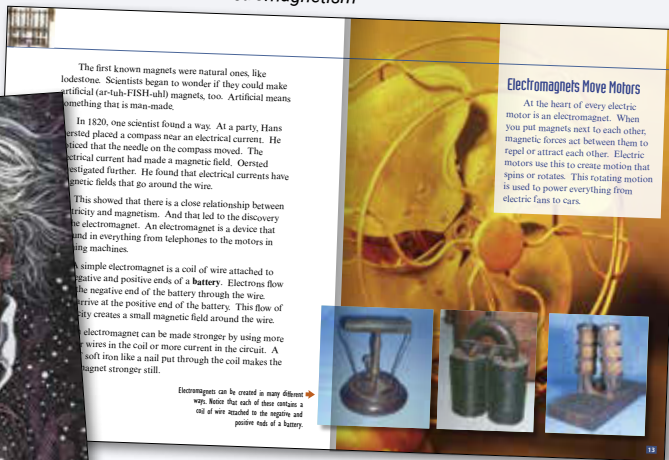 tromagnetism
The first known magnets were natural ones, like
lodestone. Scientists began to wonder if they could make
artificial (ar-tuh-FISH-uhl) magnets, too. Artificial means
omething that is man-made.
In 1820, one scientist found a way. At a party, Hans
ersted placed a compass near an electrical current. He
ticed that the needle on the compass moved. The
ctrical current had made a magnetic field. Oersted
estigated further. He found that electrical currents have
gnetic fields that go around the wire.
This showed that there is a close relationship between
tricity and magnetism. And that led to the discovery
he electromagnet. An electromagnet is a device that
und in everything from telephones to the motors in
ing machines.
simple electromagnet is a coil of wire attached to
egative and positive ends of a battery. Electrons flow
the negative end of the battery through the wire.
arrive at the positive end of the battery. This flow of
city creates a small magnetic field around the wire.
electromagnet can be made stronger by using more
wires in the coil or more current in the circuit. A
soft iron like a nail put through the coil makes the
magnet stronger still.
Electromagnets can be created in many different
ways. Notice that each of these contains a
coil of wire attached to the negative and
positive ends of a battery.
Electromagnets Move Motors
At the heart of every electric
motor is an electromagnet. When
you put magnets next to each other,
magnetic forces act between them to
repel or attract each other. Electric
motors use this to create motion that
spins or rotates. This rotating motion
is used to power everything from
electric fans to cars.
13